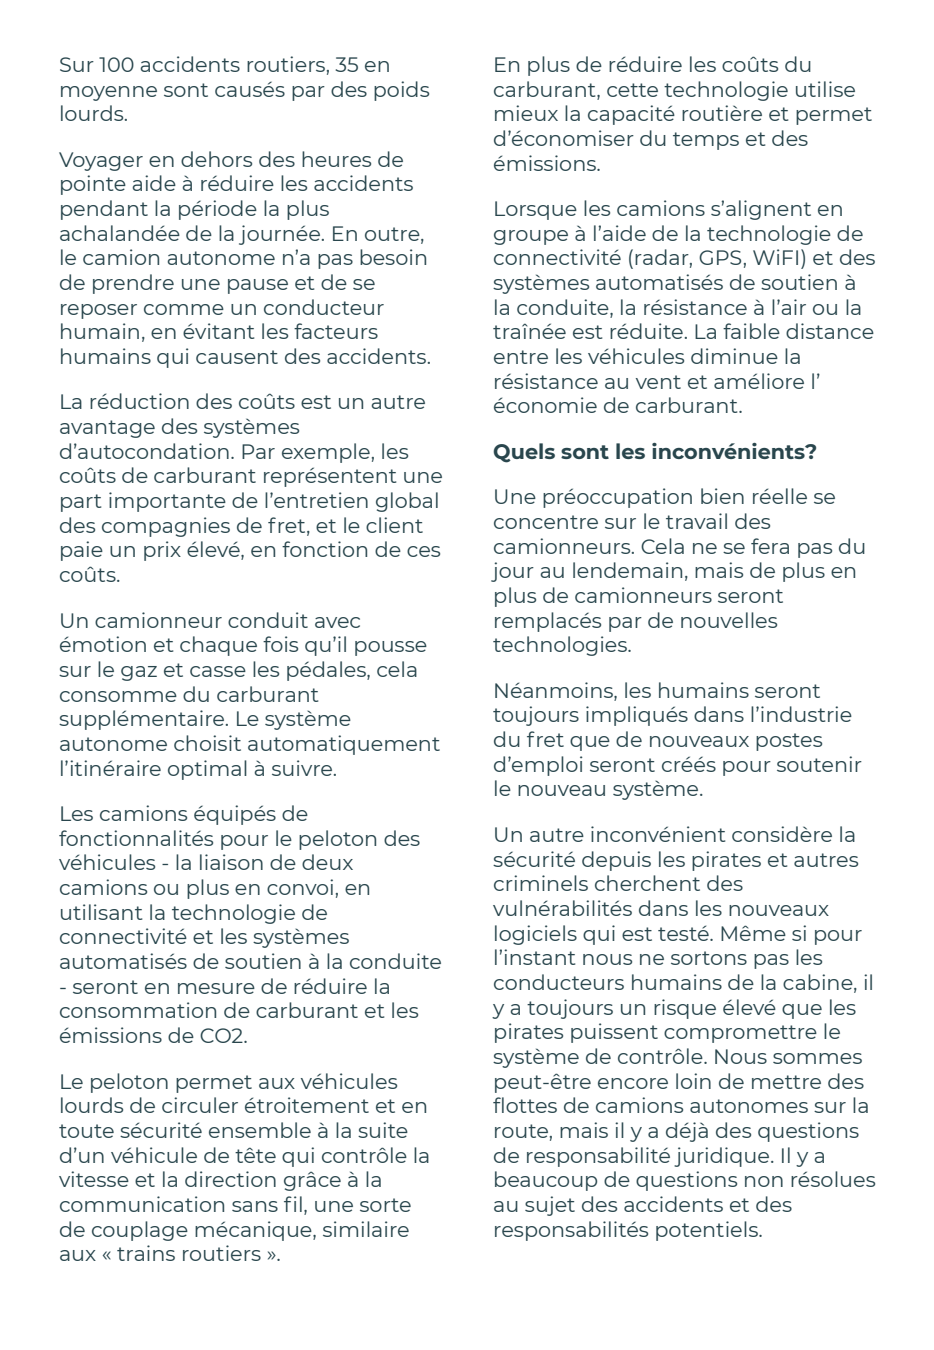 Sur 100 accidents routiers, 35 en
moyenne sont causés par des poids
lourds.
Voyager en dehors des heures de
pointe aide à réduire les accidents
pendant la période la plus
achalandée de la journée. En outre,
le camion autonome n’a pas besoin
de prendre une pause et de se
reposer comme un conducteur
humain, en évitant les facteurs
humains qui causent des accidents.
La réduction des coûts est un autre
avantage des systèmes
d’autocondation. Par exemple, les
coûts de carburant représentent une
part importante de l’entretien global
des compagnies de fret, et le client
paie un prix élevé, en fonction de ces
coûts.
Un camionneur conduit avec
émotion et chaque fois qu’il pousse
sur le gaz et casse les pédales, cela
consomme du carburant
supplémentaire. Le système
autonome choisit automatiquement
l’itinéraire optimal à suivre.
Les camions équipés de
fonctionnalités pour le peloton des
véhicules - la liaison de deux
camions ou plus en convoi, en
utilisant la technologie de
connectivité et les systèmes
automatisés de soutien à la conduite
- seront en mesure de réduire la
consommation de carburant et les
émissions de CO2.
Le peloton permet aux véhicules
lourds de circuler étroitement et en
toute sécurité ensemble à la suite
d’un véhicule de tête qui contrôle la
vitesse et la direction grâce à la
communication sans fil, une sorte
de couplage mécanique, similaire
aux « trains routiers ».
En plus de réduire les coûts du
carburant, cette technologie utilise
mieux la capacité routière et permet
d’économiser du temps et des
émissions.
Lorsque les camions s’alignent en
groupe à l’aide de la technologie de
connectivité (radar, GPS, WiFI) et des
systèmes automatisés de soutien à
la conduite, la résistance à l’air ou la
traînée est réduite. La faible distance
entre les véhicules diminue la
résistance au vent et améliore l’
économie de carburant.
Quels sont les inconvénients?
Une préoccupation bien réelle se
concentre sur le travail des
camionneurs. Cela ne se fera pas du
jour au lendemain, mais de plus en
plus de camionneurs seront
remplacés par de nouvelles
technologies.
Néanmoins, les humains seront
toujours impliqués dans l’industrie
du fret que de nouveaux postes
d’emploi seront créés pour soutenir
le nouveau système.
Un autre inconvénient considère la
sécurité depuis les pirates et autres
criminels cherchent des
vulnérabilités dans les nouveaux
logiciels qui est testé. Même si pour
l’instant nous ne sortons pas les
conducteurs humains de la cabine, il
y a toujours un risque élevé que les
pirates puissent compromettre le
système de contrôle. Nous sommes
peut-être encore loin de mettre des
flottes de camions autonomes sur la
route, mais il y a déjà des questions
de responsabilité juridique. Il y a
beaucoup de questions non résolues
au sujet des accidents et des
responsabilités potentiels.